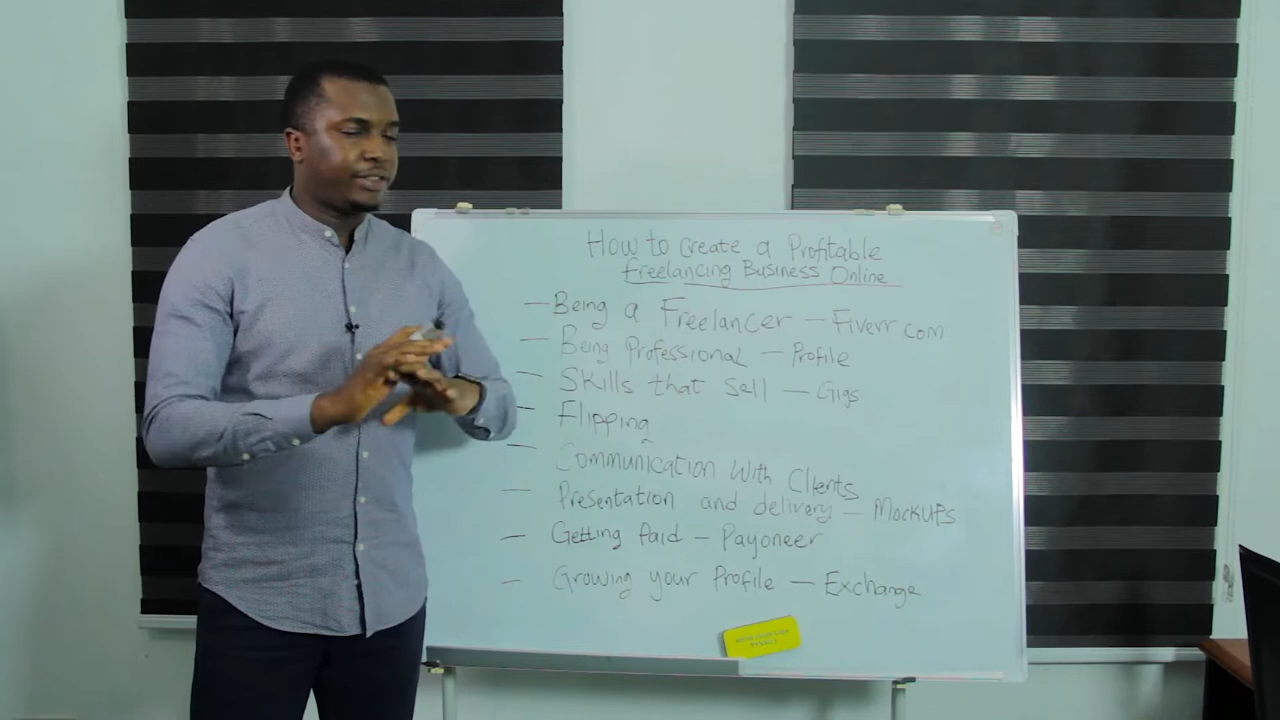 How to create a Profitable
Freelancing Business Online
— Being a Freelancer — Fiverr.com
— Being Professional — Profile
— Skills that Sell — Gigs
— Flipping
— Communication With Clients
— Presentation and delivery — Mockups
— Getting Paid — Payoneer
— Growing your Profile — Exchange